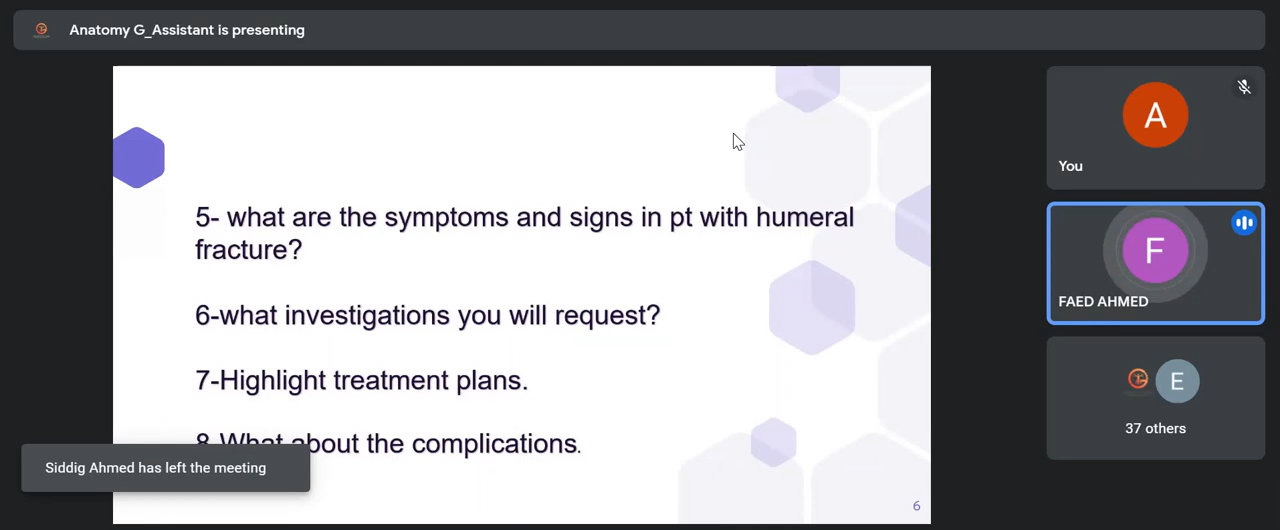 Anatomy G_Assistant is presenting
5- what are the symptoms and signs in pt with humeral
fracture?
6-what investigations you will request?
7-Highlight treatment plans.
about the complications.
Siddig Ahmed has left the meeting
6
A
You
F
FAED AHMED
E
37 others